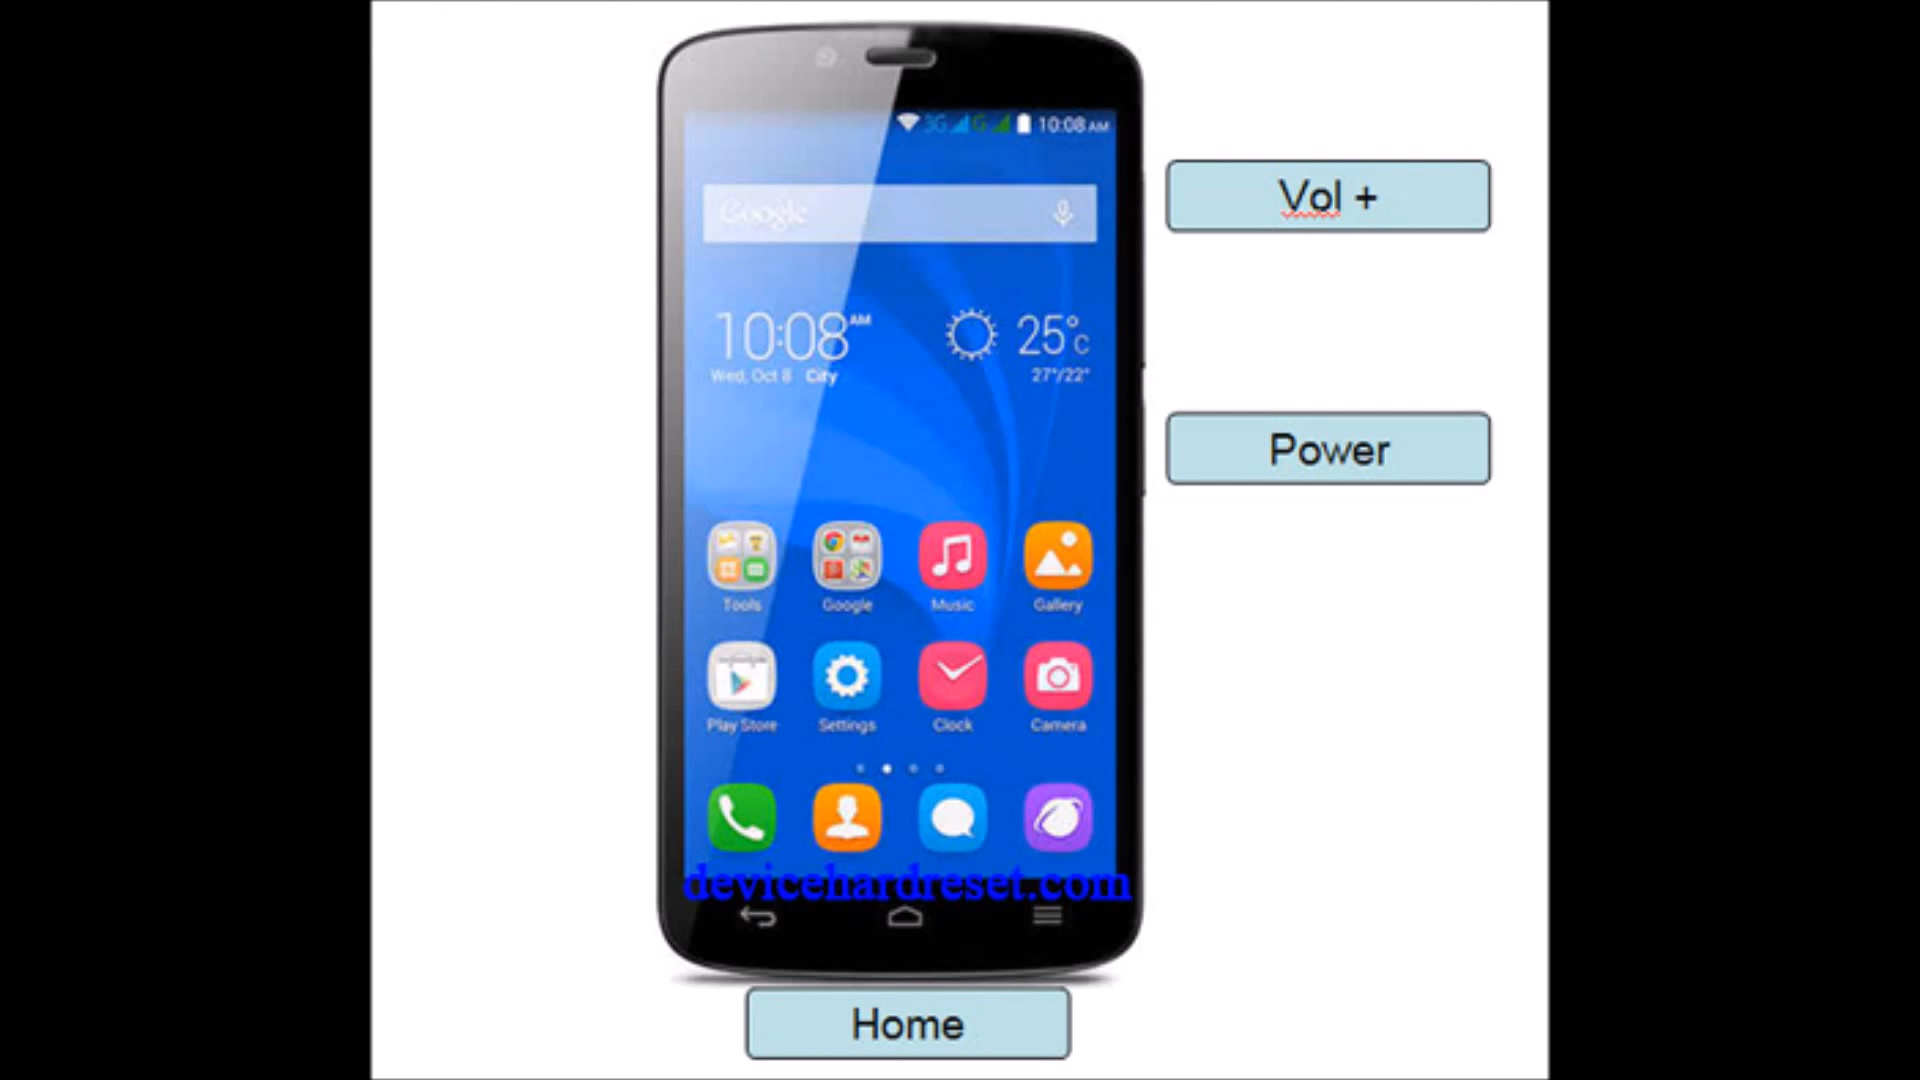 3G G 10:08 AM
Vol +
Google
10:08 AM 25°C
Wed, Oct 8 City 27°/22°
Power
Tools Google Music Gallery
Play Store Settings Clock Camera
devicehardreset.com
Home